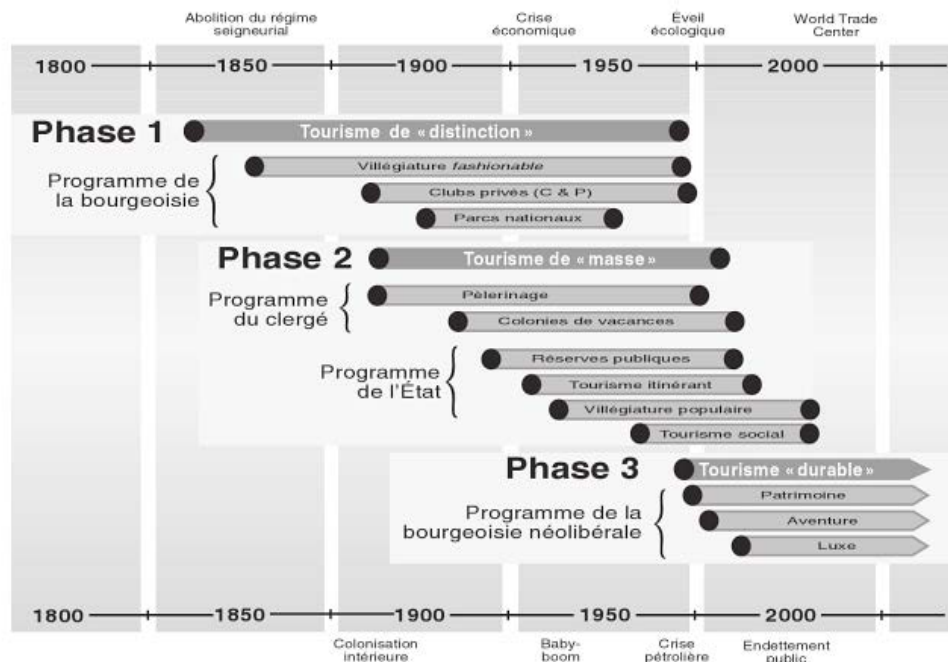 Abolition du régime
seigneurial
Crise
économique
Éveil
écologique
World Trade
Center
1800 1850 1900 1950 2000
Phase 1 Tourisme de « distinction »
Programme de
la bourgeoisie
Villégiature fashionable
Clubs privés (C & P)
Parcs nationaux
Phase 2 Tourisme de « masse »
Programme
du clergé
Pèlerinage
Colonies de vacances
Programme
de l'État
Réserves publiques
Tourisme itinérant
Villégiature populaire
Tourisme social
Phase 3 Tourisme « durable »
Programme de la
bourgeoisie néolibérale
Patrimoine
Aventure
Luxe
1800 1850 1900 1950 2000
Colonisation
intérieure
Baby-
boom
Crise
pétrolière
Endettement
public